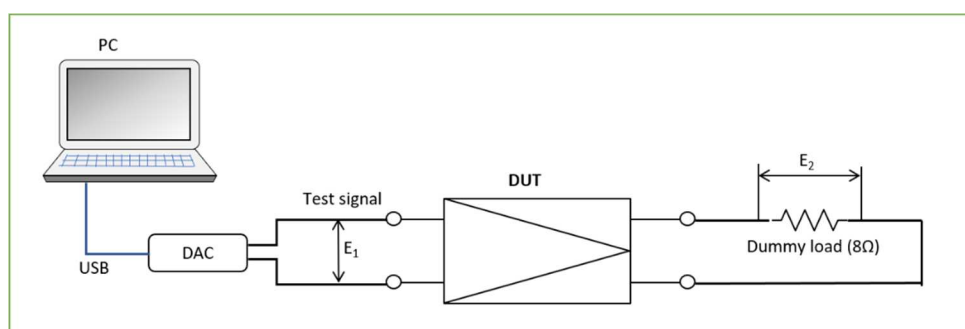 PC
E₂
DUT
Test signal
E₁
Dummy load (8Ω)
DAC
USB